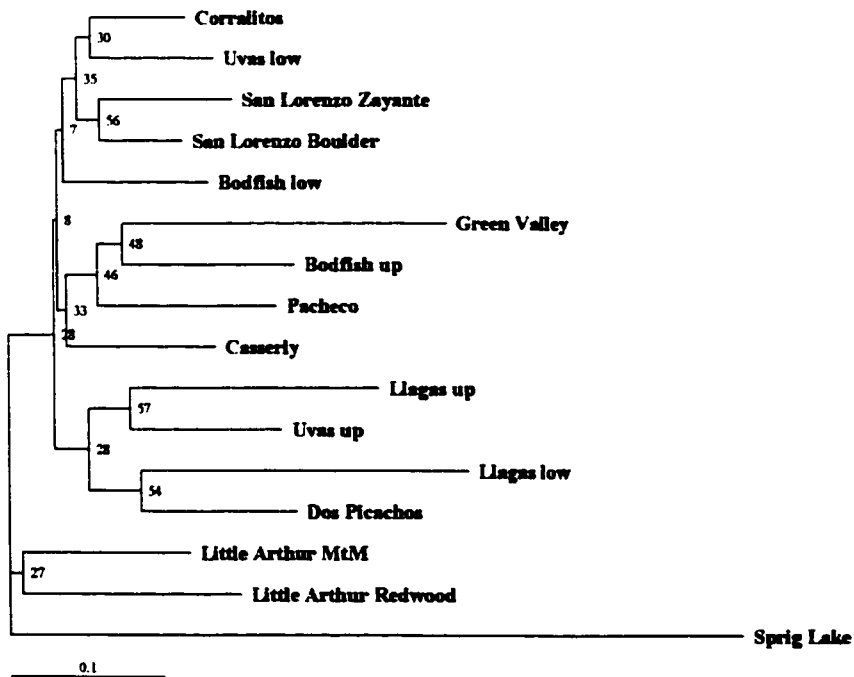 Corralitos
30
Uvas low
35
San Lorenzo Zayante
56
7
San Lorenzo Boulder
Bodfish low
8
Green Valley
48
Bodfish up
46
Pacheco
33
28
Casserly
Llagas up
57
Uvas up
28
Llagas low
54
Dos Picachos
Little Arthur MtM
27
Little Arthur Redwood
Sprig Lake
0.1